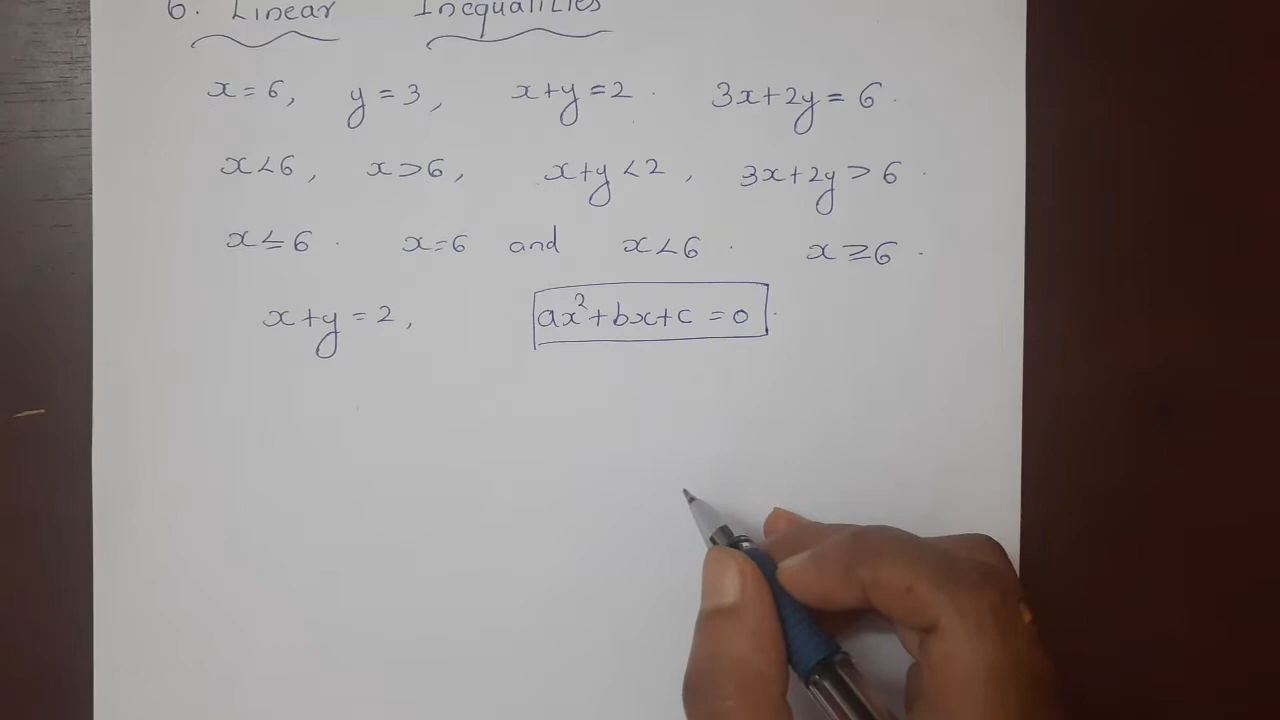 6. Linear Inequalities
x=6, y=3, x+y=2. 3x+2y=6.
x<6, x>6, x+y<2, 3x+2y>6.
x≤6. x=6 and x<6. x≥6.
x+y=2, ax²+bx+c=0.